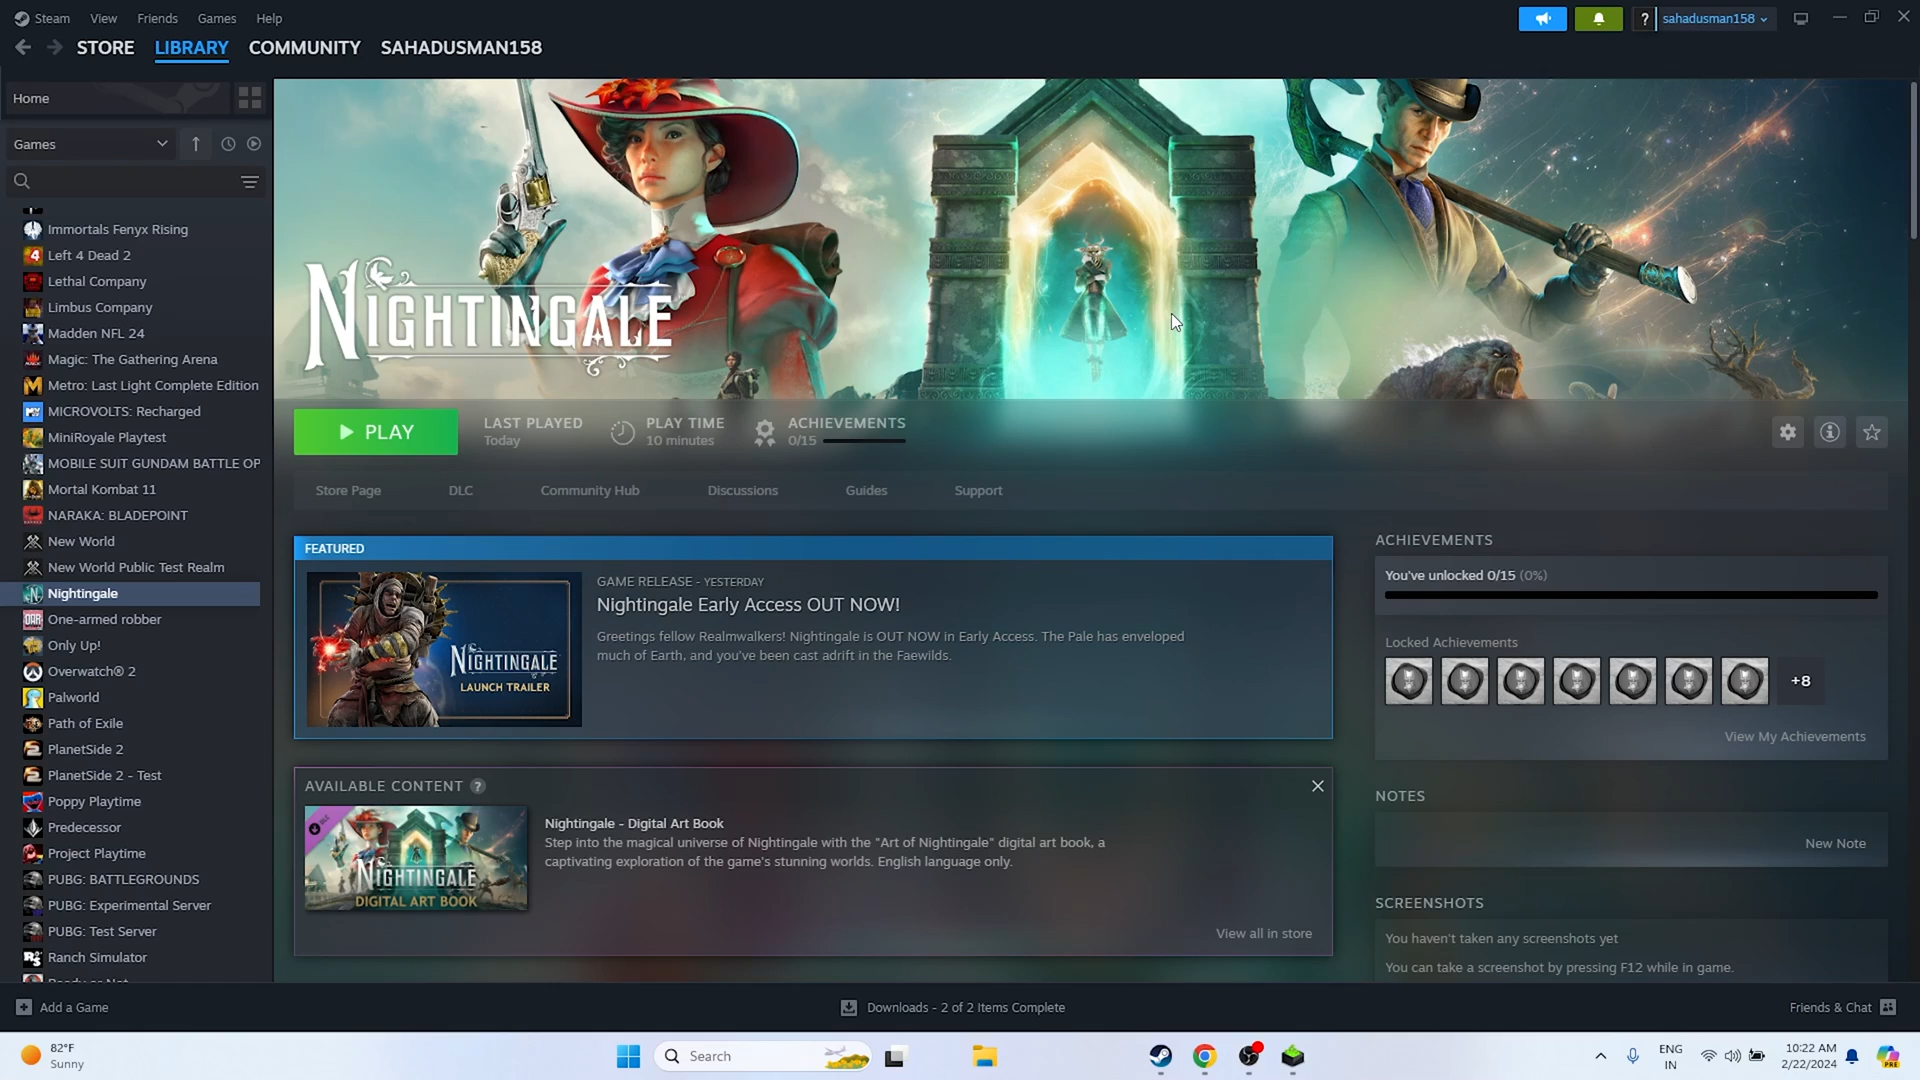 Steam View Friends Games Help
? sahadusman158
STORE LIBRARY COMMUNITY SAHADUSMAN158
Home
Games
Immortals Fenyx Rising
Left 4 Dead 2
Lethal Company
Limbus Company
Madden NFL 24
Magic: The Gathering Arena
Metro: Last Light Complete Edition
MICROVOLTS: Recharged
MiniRoyale Playtest
MOBILE SUIT GUNDAM BATTLE OP
Mortal Kombat 11
NARAKA: BLADEPOINT
New World
New World Public Test Realm
Nightingale
One-armed robber
Only Up!
Overwatch® 2
Palworld
Path of Exile
PlanetSide 2
PlanetSide 2 - Test
Poppy Playtime
Predecessor
Project Playtime
PUBG: BATTLEGROUNDS
PUBG: Experimental Server
PUBG: Test Server
Ranch Simulator
NIGHTINGALE
PLAY
LAST PLAYED
Today
PLAY TIME
10 minutes
ACHIEVEMENTS
0/15
Store Page DLC Community Hub Discussions Guides Support
FEATURED
NIGHTINGALE
LAUNCH TRAILER
GAME RELEASE - YESTERDAY
Nightingale Early Access OUT NOW!
Greetings fellow Realmwalkers! Nightingale is OUT NOW in Early Access. The Pale has enveloped
much of Earth, and you've been cast adrift in the Faewilds.
AVAILABLE CONTENT ?
DLC
NIGHTINGALE
DIGITAL ART BOOK
Nightingale - Digital Art Book
Step into the magical universe of Nightingale with the "Art of Nightingale" digital art book, a
captivating exploration of the game's stunning worlds. English language only.
View all in store
ACHIEVEMENTS
You've unlocked 0/15 (0%)
Locked Achievements
+8
View My Achievements
NOTES
New Note
SCREENSHOTS
You haven't taken any screenshots yet
You can take a screenshot by pressing F12 while in game.
Add a Game
Downloads - 2 of 2 Items Complete
Friends & Chat
82°F
Sunny
Search
ENG
IN
10:22 AM
2/22/2024
PRE